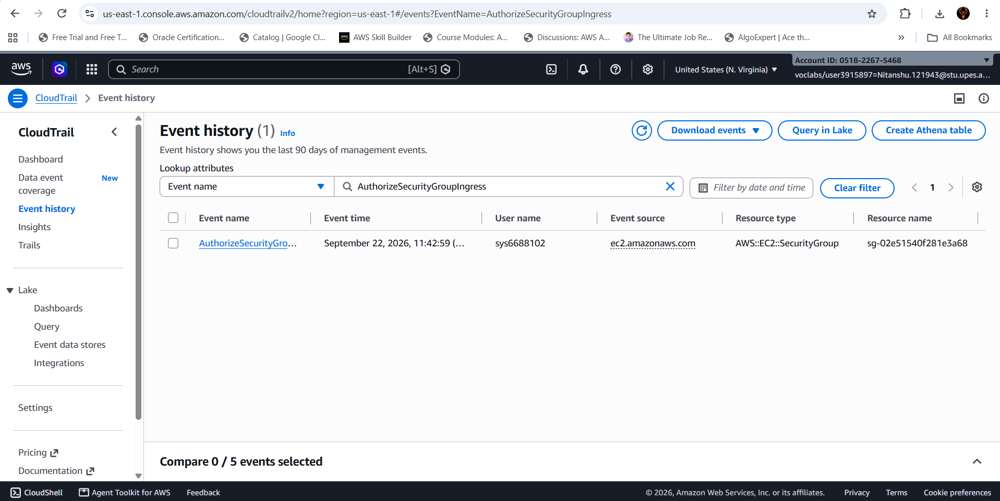 us-east-1.console.aws.amazon.com/cloudtrailv2/home?region=us-east-1#/events?EventName=AuthorizeSecurityGroupIngress
Free Trial and Free T... Oracle Certification... Catalog | Google Cl... aws AWS Skill Builder Course Modules: A... Discussions: AWS A... The Ultimate Job Re... AlgoExpert | Ace th... » All Bookmarks
aws Search [Alt+S] United States (N. Virginia) Account ID: 0518-2267-5468
voclabs/user3915897=Nitanshu.121943@stu.upes.a...
CloudTrail Event history
CloudTrail
Dashboard
Data event coverage New
Event history
Insights
Trails
Lake
Dashboards
Query
Event data stores
Integrations
Settings
Pricing
Documentation
Event history (1) Info
Download events Query in Lake Create Athena table
Event history shows you the last 90 days of management events.
Lookup attributes
Event name AuthorizeSecurityGroupIngress Filter by date and time Clear filter 1
Event name Event time User name Event source Resource type Resource name
AuthorizeSecurityGro... September 22, 2026, 11:42:59 (... sys6688102 ec2.amazonaws.com AWS::EC2::SecurityGroup sg-02e51540f281e3a68
Compare 0 / 5 events selected
CloudShell Agent Toolkit for AWS Feedback © 2026, Amazon Web Services, Inc. or its affiliates. Privacy Terms Cookie preferences